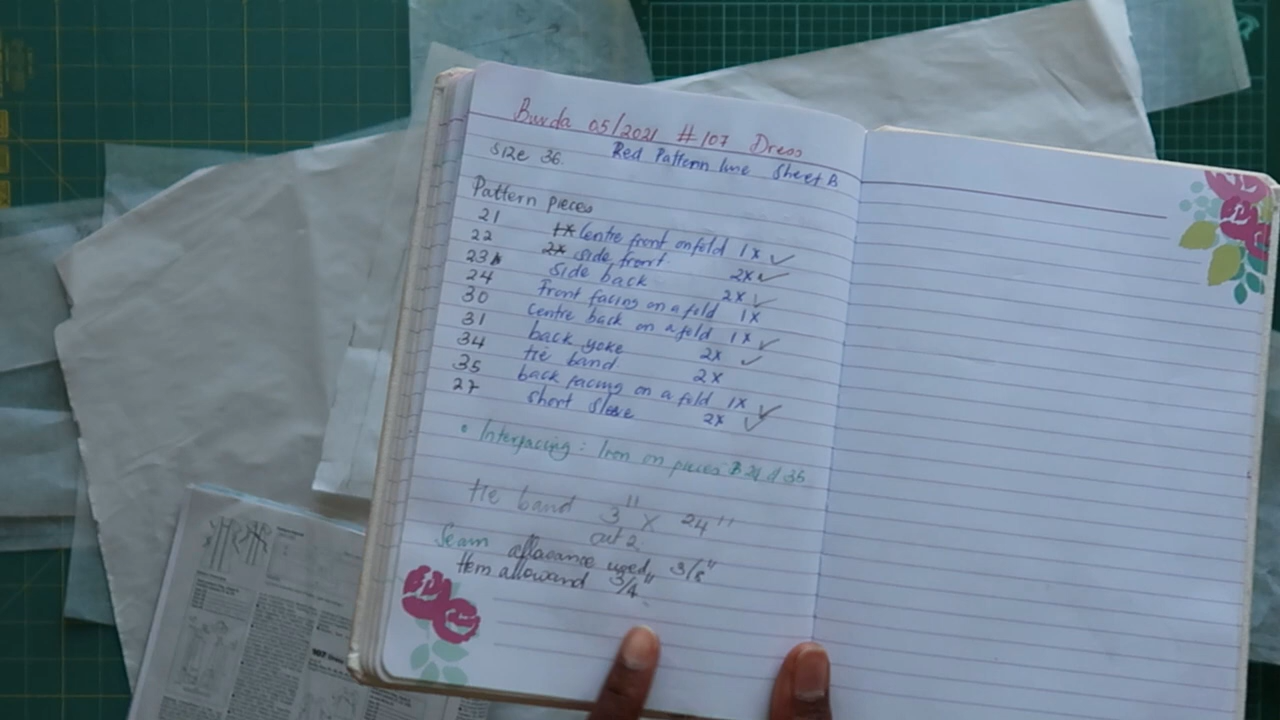 Burda 05/2021 #107 Dress
Size 36. Red Pattern line Sheet B
Pattern pieces
21 1x Centre front on fold 1x ✓
22 2x side front 2x ✓
23 side back 2x ✓
24 front facing on a fold 1x
30 centre back on a fold 1x ✓
31 back yoke 2x ✓
34 tie band 2x
35 back facing on a fold 1x ✓
27 short sleve 2x ✓
• Interfacing: Iron on pieces 24 & 35
tie band 3" x 24"
cut 2
Seam allowance used 3/8"
Hem allowand 3/4"